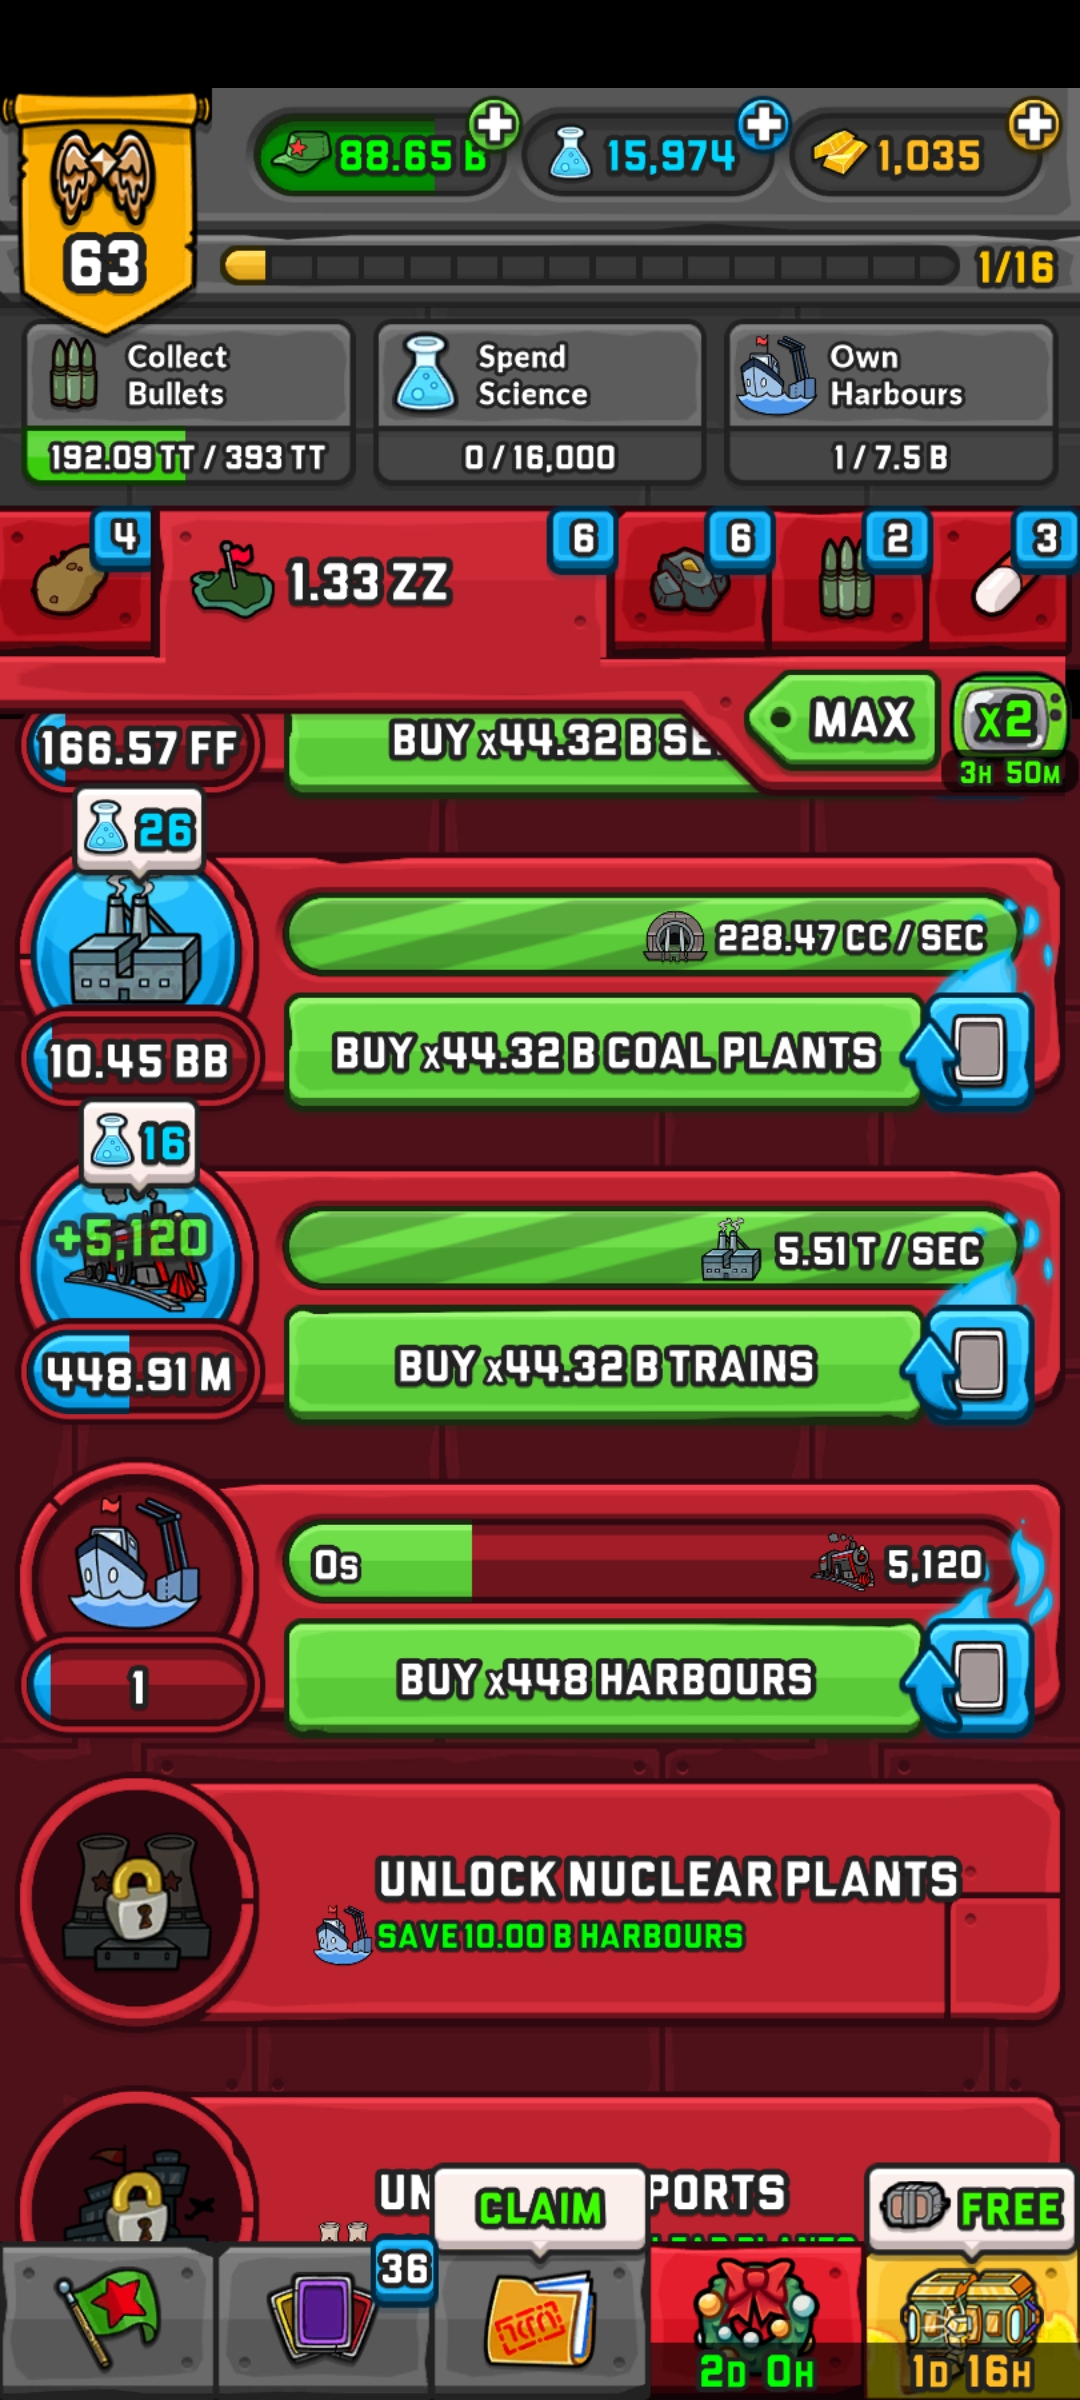 88.65 B
15,974
1,035
63
1/16
Collect
Bullets
192.09 TT / 393 TT
Spend
Science
0 / 16,000
Own
Harbours
1 / 7.5 B
4
1.33 ZZ
6
6
2
3
MAX
x2
3H 50M
166.57 FF
BUY x44.32 B SE
26
228.47 CC / SEC
10.45 BB
BUY x44.32 B COAL PLANTS
16
+5,120
5.51 T / SEC
448.91 M
BUY x44.32 B TRAINS
0s
5,120
1
BUY x448 HARBOURS
UNLOCK NUCLEAR PLANTS
SAVE 10.00 B HARBOURS
UN
PORTS
CLAIM
FREE
36
2D 0H
1D 16H